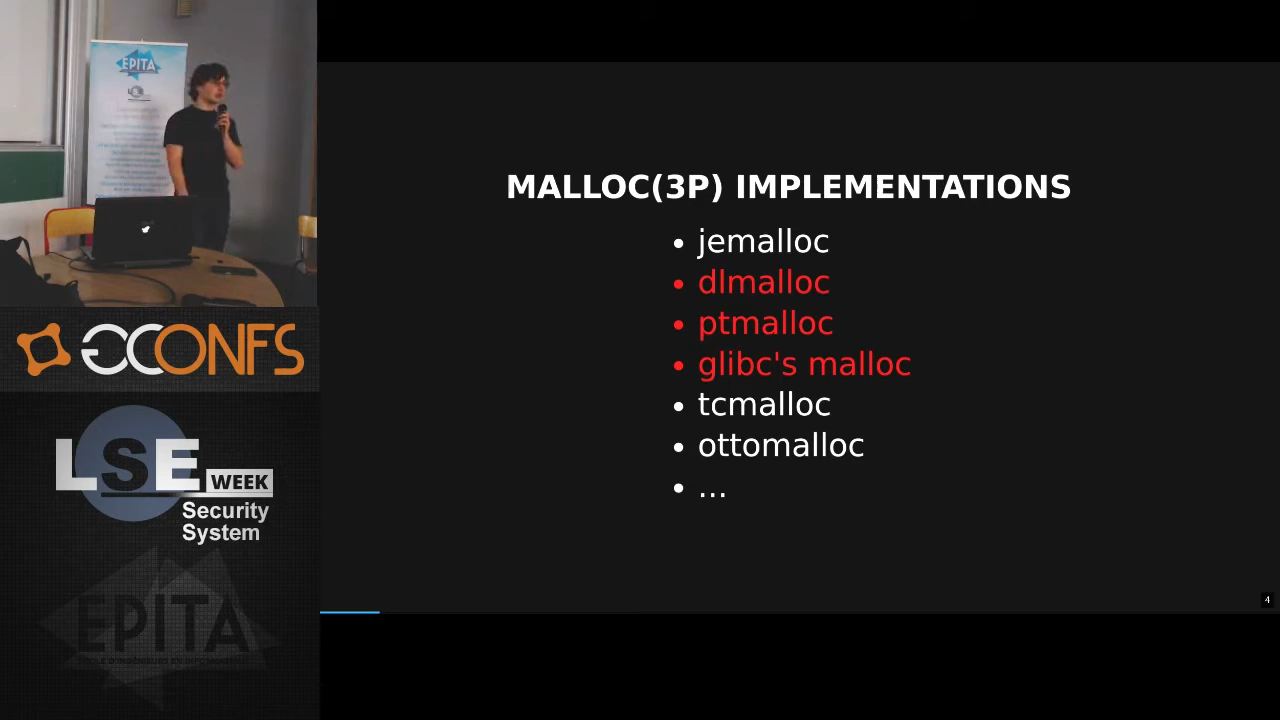 EPITA
MALLOC(3P) IMPLEMENTATIONS
• jemalloc
• dlmalloc
• ptmalloc
• glibc's malloc
• tcmalloc
• ottomalloc
• ...
4
CONFS
LSE WEEK
Security
System
EPITA